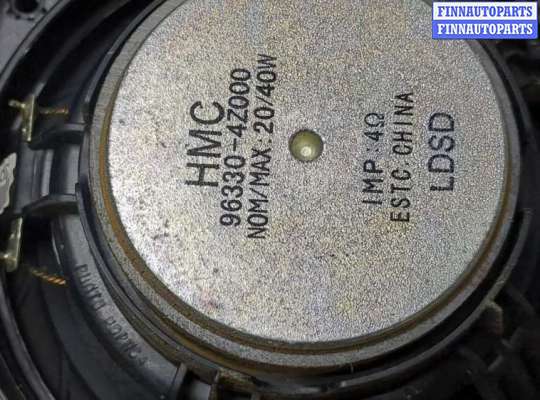 FINNAUTOPARTS
FINNAUTOPARTS
HMC
96330-4Z000
NOM/MAX:20/40W
IMP:4Ω
ESTC:CHINA
LDSD